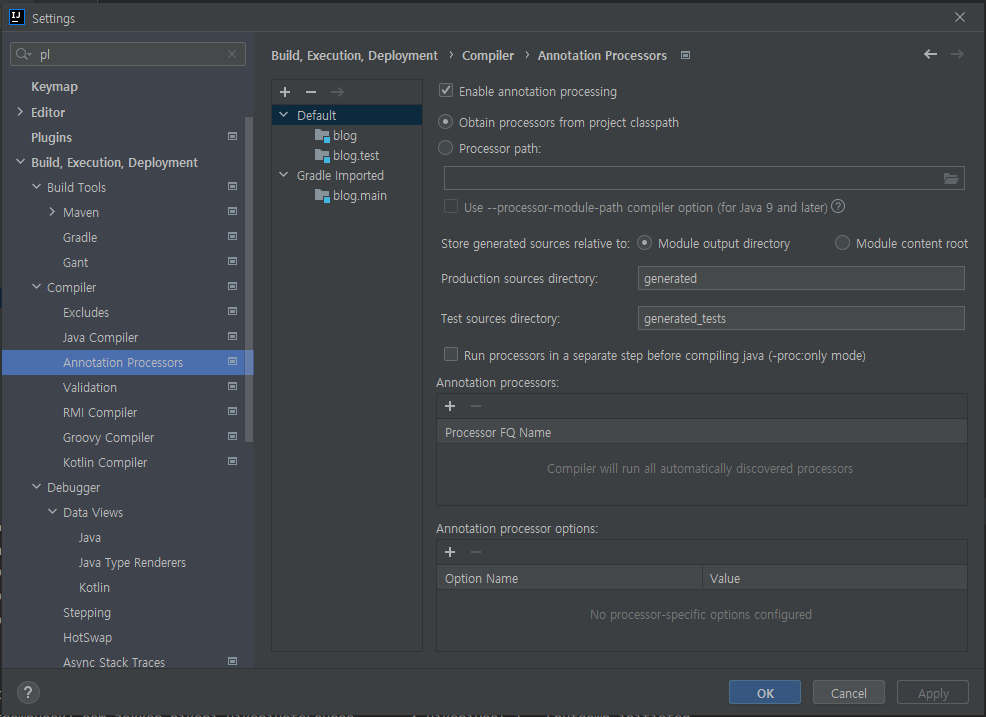 Settings
pl
Keymap
Editor
Plugins
Build, Execution, Deployment
Build Tools
Maven
Gradle
Gant
Compiler
Excludes
Java Compiler
Annotation Processors
Validation
RMI Compiler
Groovy Compiler
Kotlin Compiler
Debugger
Data Views
Java
Java Type Renderers
Kotlin
Stepping
HotSwap
Async Stack Traces
Build, Execution, Deployment › Compiler › Annotation Processors
Default
blog
blog.test
Gradle Imported
blog.main
Enable annotation processing
Obtain processors from project classpath
Processor path:
Use --processor-module-path compiler option (for Java 9 and later) ?
Store generated sources relative to: Module output directory Module content root
Production sources directory: generated
Test sources directory: generated_tests
Run processors in a separate step before compiling java (-proc:only mode)
Annotation processors:
Processor FQ Name
Compiler will run all automatically discovered processors
Annotation processor options:
Option Name Value
No processor-specific options configured
? OK Cancel Apply